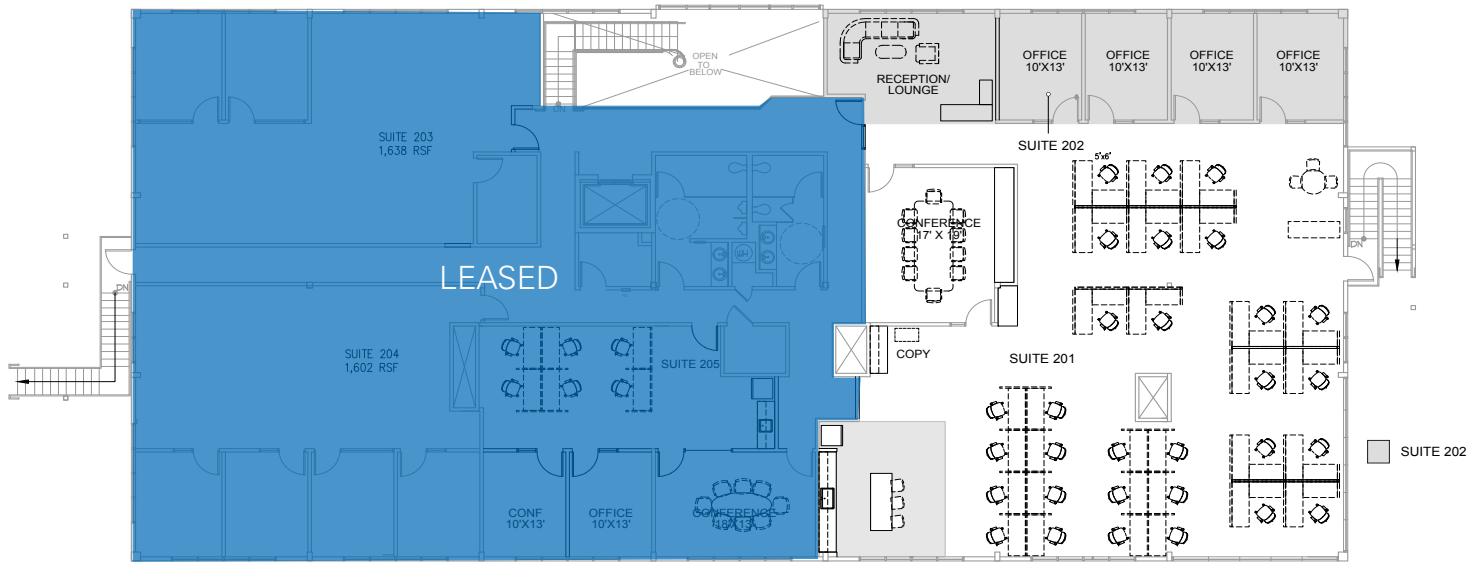 OPEN
TO
BELOW
RECEPTION/
LOUNGE
OFFICE
10'X13'
OFFICE
10'X13'
OFFICE
10'X13'
OFFICE
10'X13'
DN
SUITE 203
1,638 RSF
SUITE 202
5'x6'
CONFERENCE
17' X 19'
DN
LEASED
DN
SUITE 204
1,602 RSF
SUITE 205
COPY
SUITE 201
SUITE 202
CONF
10'X13'
OFFICE
10'X13'
CONFERENCE
18'X13'